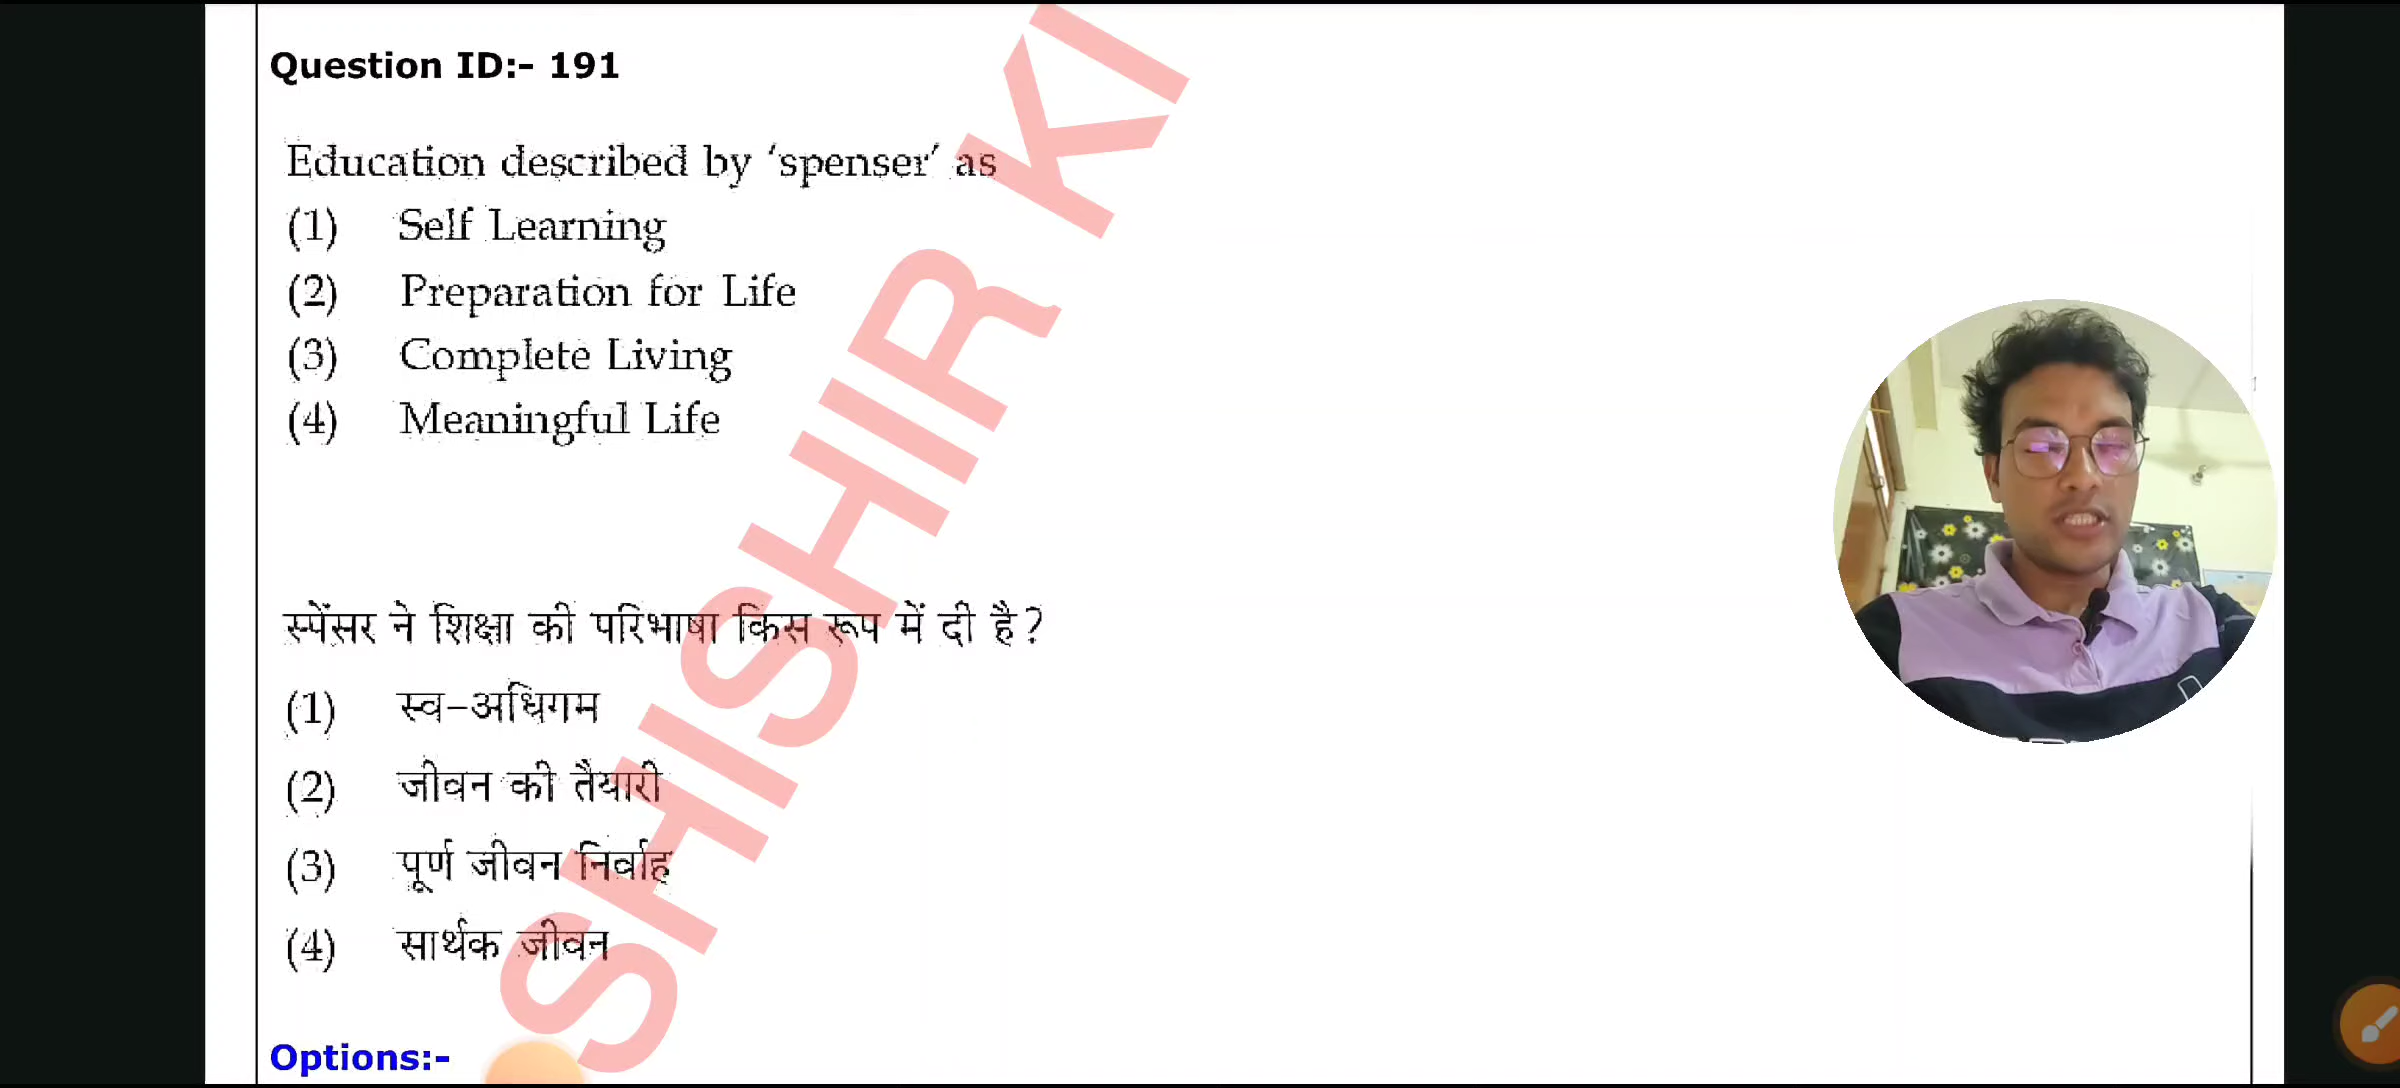 Question ID:- 191
Education described by ‘spenser’ as
(1) Self Learning
(2) Preparation for Life
(3) Complete Living
(4) Meaningful Life
स्पेंसर ने शिक्षा की परिभाषा किस रूप में दी है ?
(1) स्व-अधिगम
(2) जीवन की तैयारी
(3) पूर्ण जीवन निर्वाह
(4) सार्थक जीवन
Options:-
SHISHIR KI